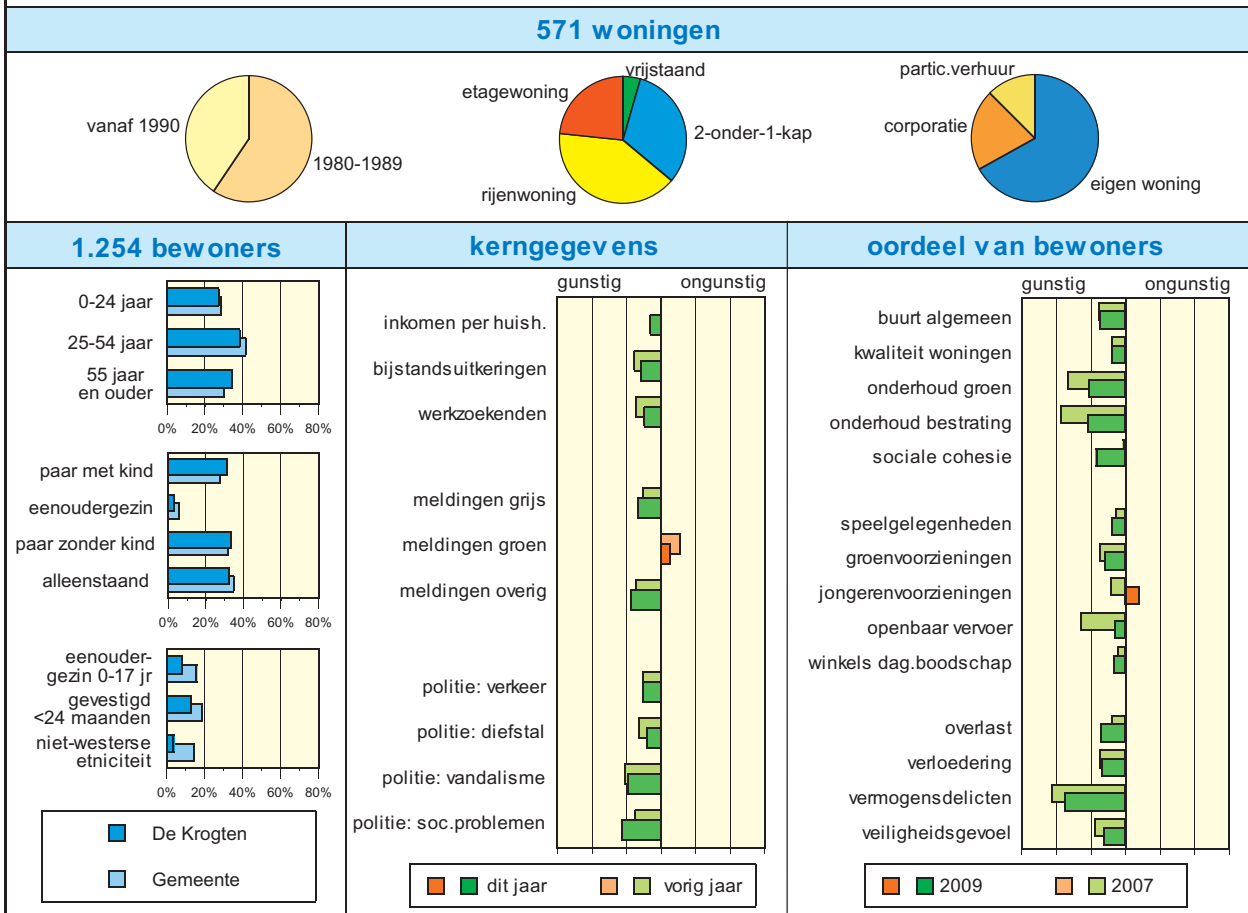 571 woningen
vanaf 1990
1980-1989
vrijstaand
etagewoning
2-onder-1-kap
rijenwoning
partic.verhuur
corporatie
eigen woning
1.254 bewoners
0-24 jaar
25-54 jaar
55 jaar
en ouder
0% 20% 40% 60% 80%
paar met kind
eenoudergezin
paar zonder kind
alleenstaand
0% 20% 40% 60% 80%
eenouder-
gezin 0-17 jr
gevestigd
<24 maanden
niet-westerse
etniciteit
0% 20% 40% 60% 80%
De Krogten
Gemeente
kerngegevens
gunstig ongunstig
inkomen per huish.
bijstandsuitkeringen
werkzoekenden
meldingen grijs
meldingen groen
meldingen overig
politie: verkeer
politie: diefstal
politie: vandalisme
politie: soc.problemen
dit jaar vorig jaar
oordeel van bewoners
gunstig ongunstig
buurt algemeen
kwaliteit woningen
onderhoud groen
onderhoud bestrating
sociale cohesie
speelgelegenheden
groenvoorzieningen
jongerenvoorzieningen
openbaar vervoer
winkels dag.boodschap
overlast
verloedering
vermogensdelicten
veiligheidsgevoel
2009 2007